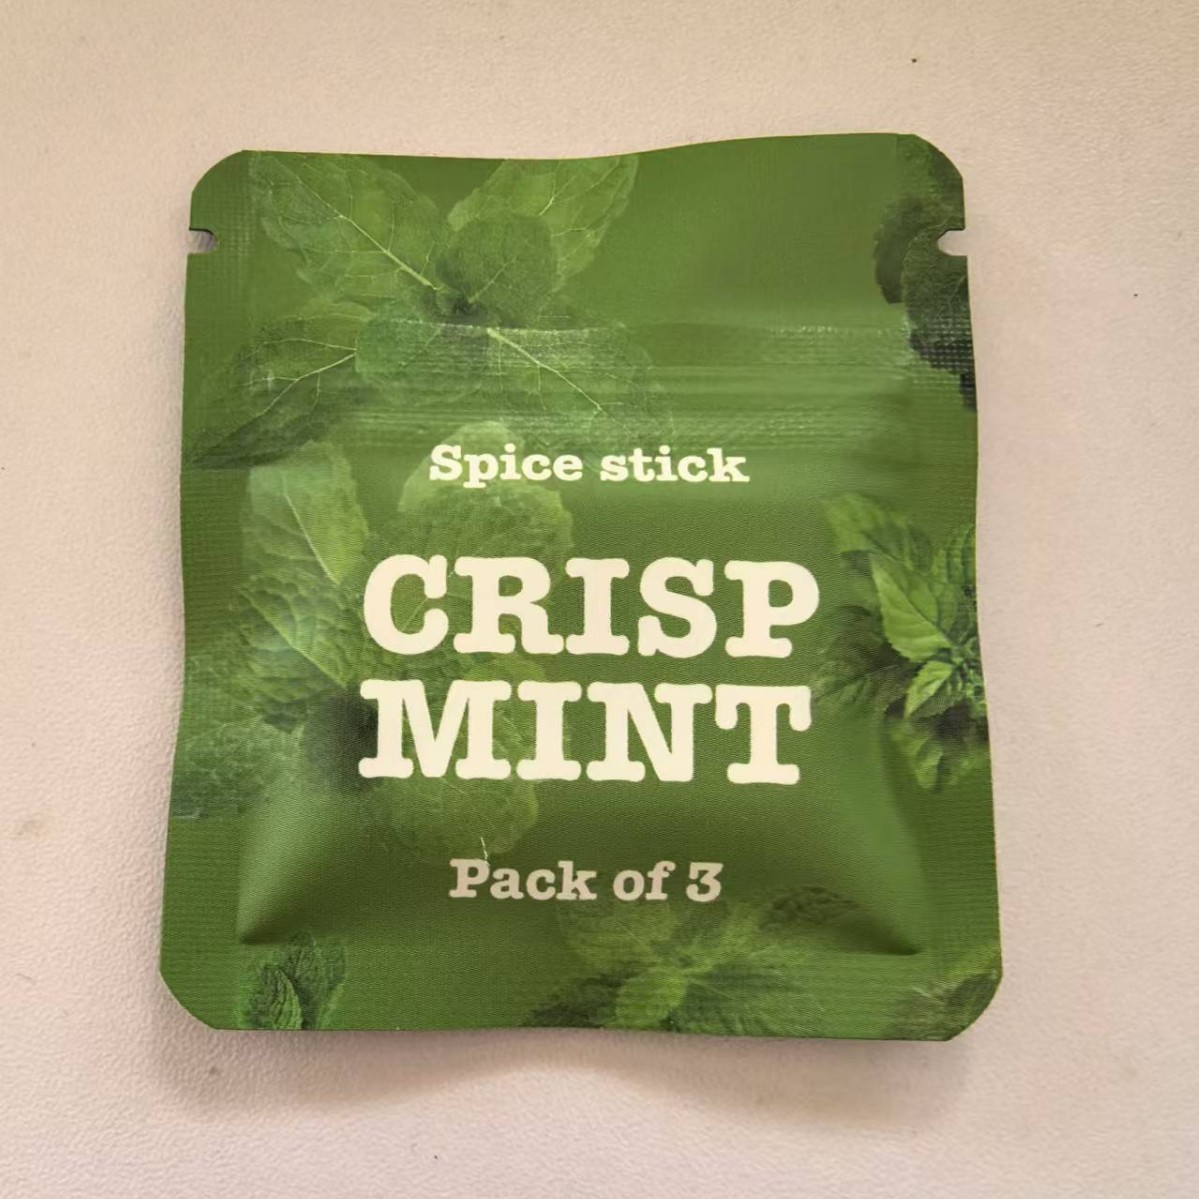 Spice stick
CRISP
MINT
Pack of 3